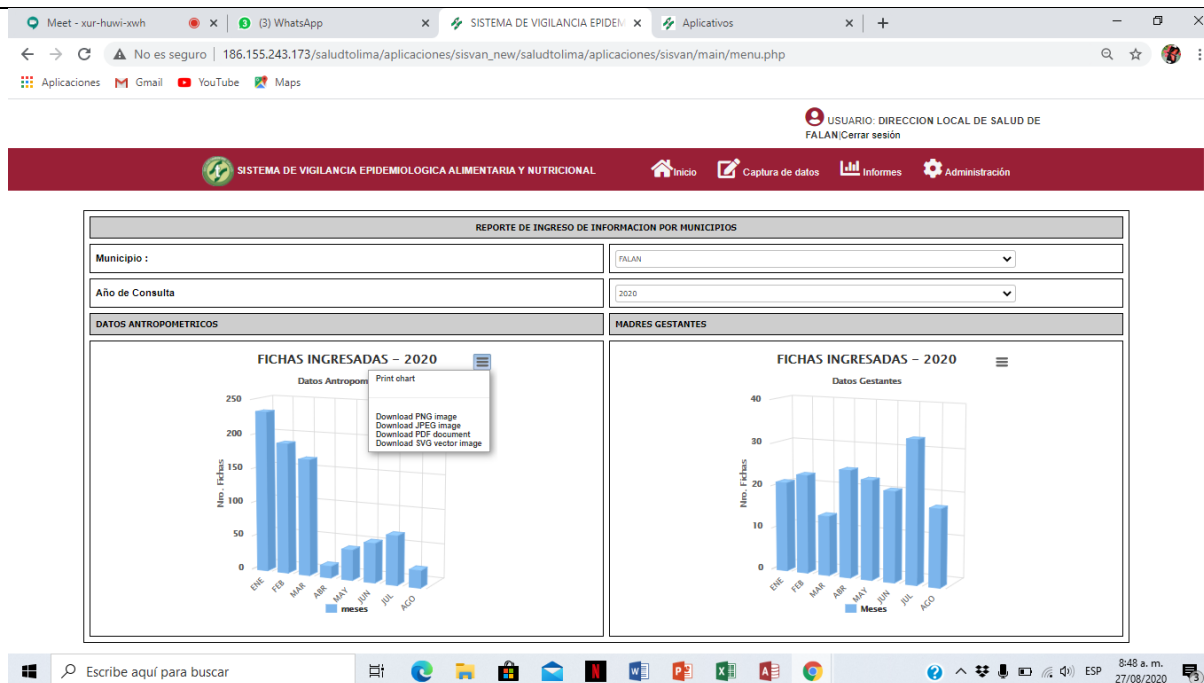 Meet - xur-huwi-xwh
(3) WhatsApp
SISTEMA DE VIGILANCIA EPIDEM
Aplicativos
No es seguro | 186.155.243.173/saludtolima/aplicaciones/sisvan_new/saludtolima/aplicaciones/sisvan/main/menu.php
Aplicaciones
Gmail
YouTube
Maps
USUARIO: DIRECCION LOCAL DE SALUD DE
FALAN|Cerrar sesión
SISTEMA DE VIGILANCIA EPIDEMIOLOGICA ALIMENTARIA Y NUTRICIONAL
Inicio
Captura de datos
Informes
Administración
REPORTE DE INGRESO DE INFORMACION POR MUNICIPIOS
Municipio :
FALAN
Año de Consulta
2020
DATOS ANTROPOMETRICOS
MADRES GESTANTES
FICHAS INGRESADAS - 2020
Datos Antropom
Print chart
Download PNG image
Download JPEG image
Download PDF document
Download SVG vector image
Nro. Fichas
250
200
150
100
50
0
ENE
FEB
MAR
ABR
MAY
JUN
JUL
AGO
meses
FICHAS INGRESADAS - 2020
Datos Gestantes
Nro. Fichas
40
30
20
10
0
ENE
FEB
MAR
ABR
MAY
JUN
JUL
AGO
Meses
Escribe aquí para buscar
ESP
8:48 a. m.
27/08/2020